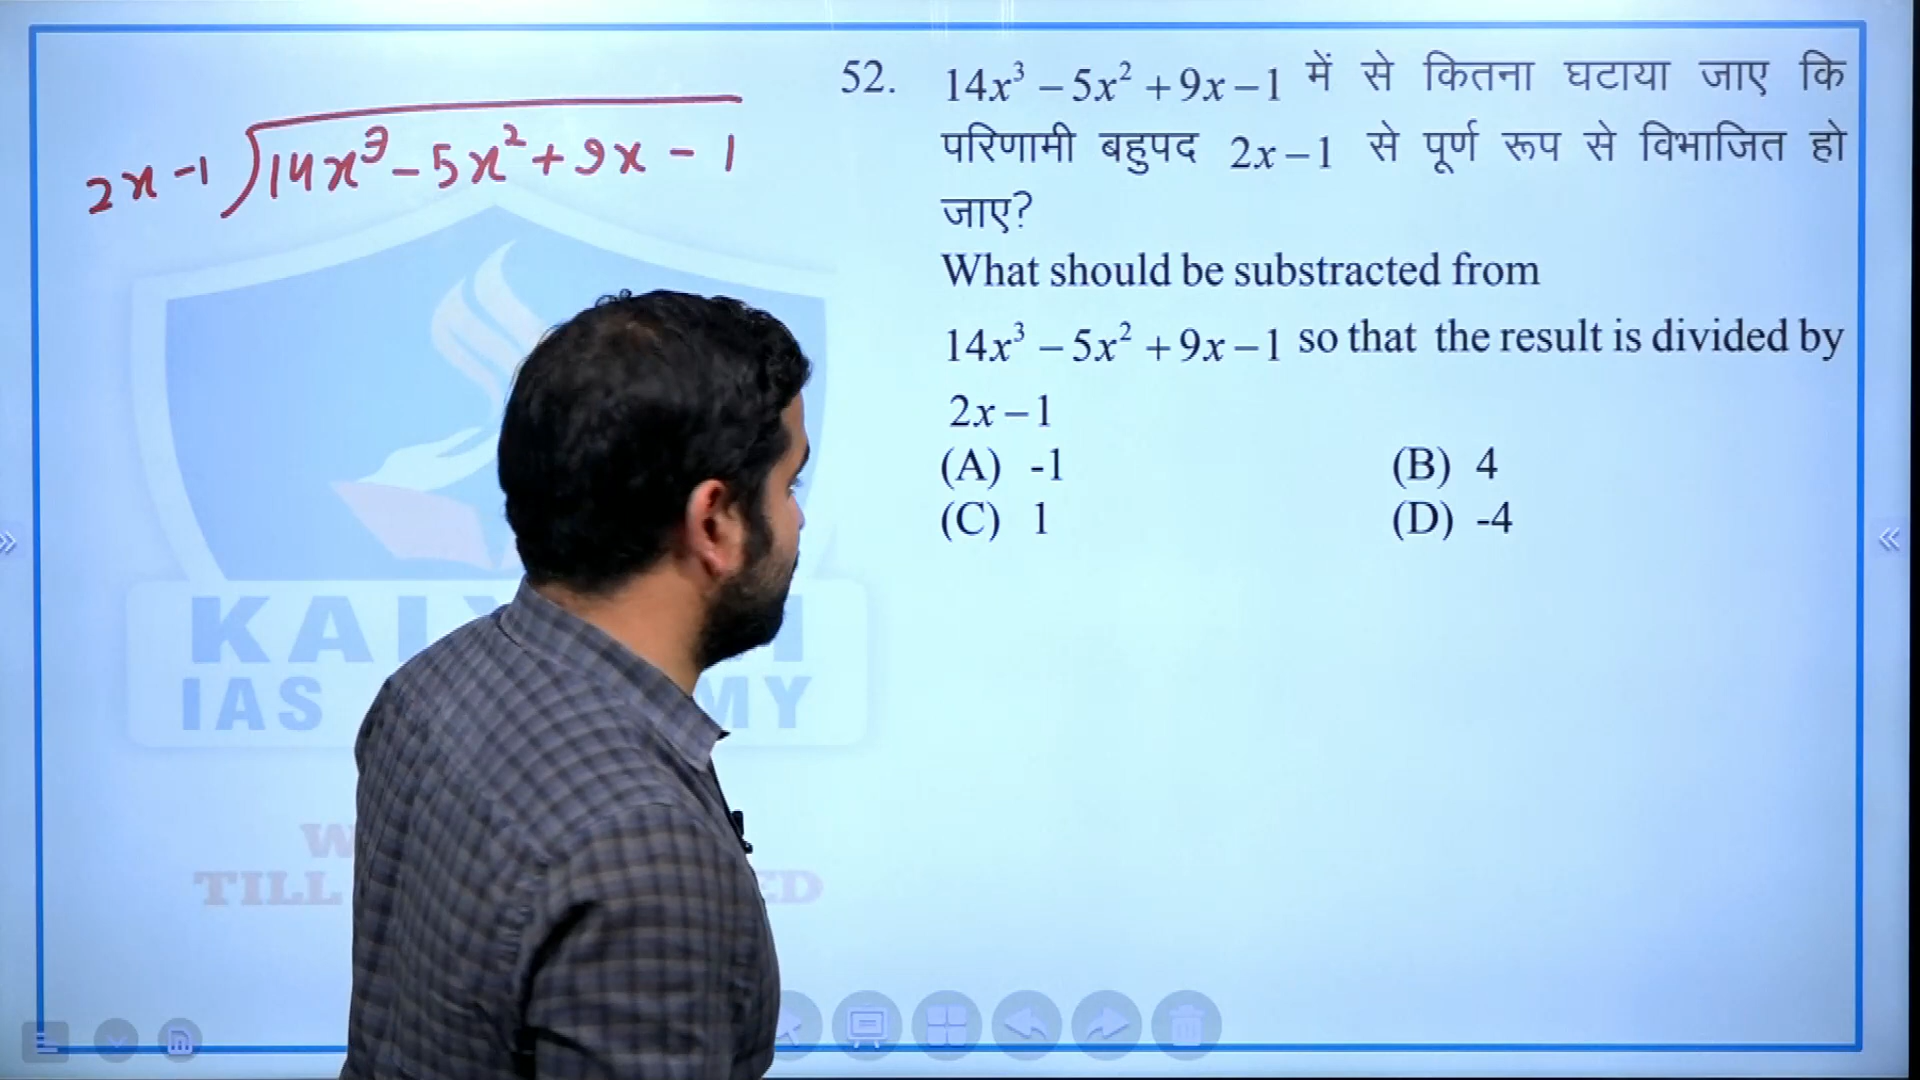 2x-1)14x³-5x²+9x-1
52. 14x³-5x²+9x-1 में से कितना घटाया जाए कि
परिणामी बहुपद 2x-1 से पूर्ण रूप से विभाजित हो
जाए?
What should be substracted from
14x³-5x²+9x-1 so that the result is divided by
2x-1
(A) -1 (B) 4
(C) 1 (D) -4
IAS
TILL